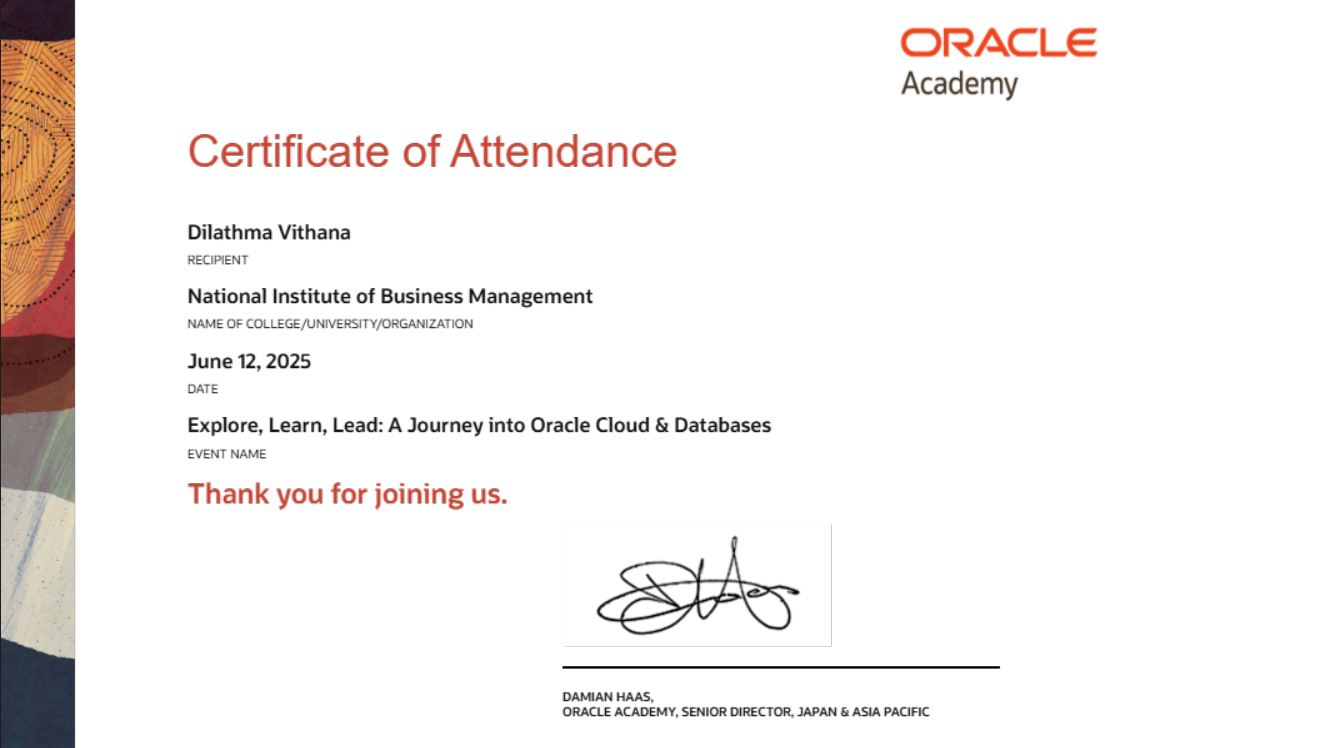 ORACLE
Academy
Certificate of Attendance
Dilathma Vithana
RECIPIENT
National Institute of Business Management
NAME OF COLLEGE/UNIVERSITY/ORGANIZATION
June 12, 2025
DATE
Explore, Learn, Lead: A Journey into Oracle Cloud & Databases
EVENT NAME
Thank you for joining us.
DAMIAN HAAS,
ORACLE ACADEMY, SENIOR DIRECTOR, JAPAN & ASIA PACIFIC